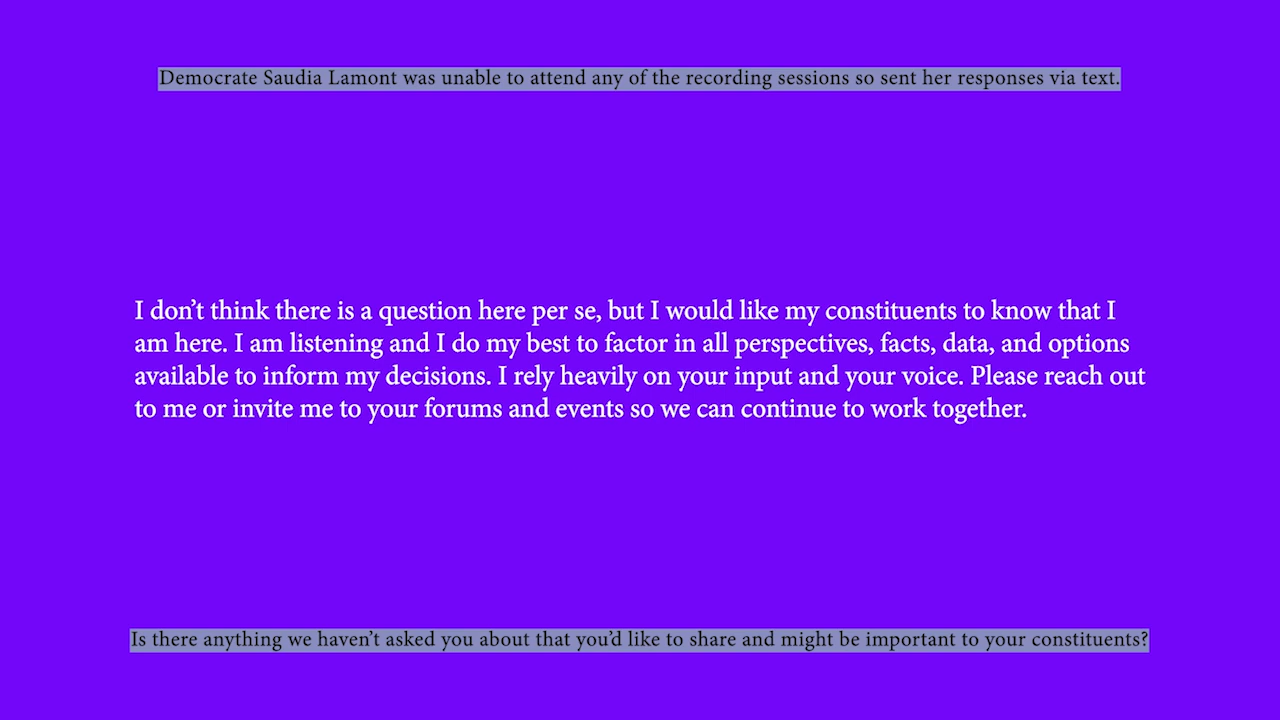 Democrate Saudia Lamont was unable to attend any of the recording sessions so sent her responses via text.
I don’t think there is a question here per se, but I would like my constituents to know that I
am here. I am listening and I do my best to factor in all perspectives, facts, data, and options
available to inform my decisions. I rely heavily on your input and your voice. Please reach out
to me or invite me to your forums and events so we can continue to work together.
Is there anything we haven’t asked you about that you’d like to share and might be important to your constituents?